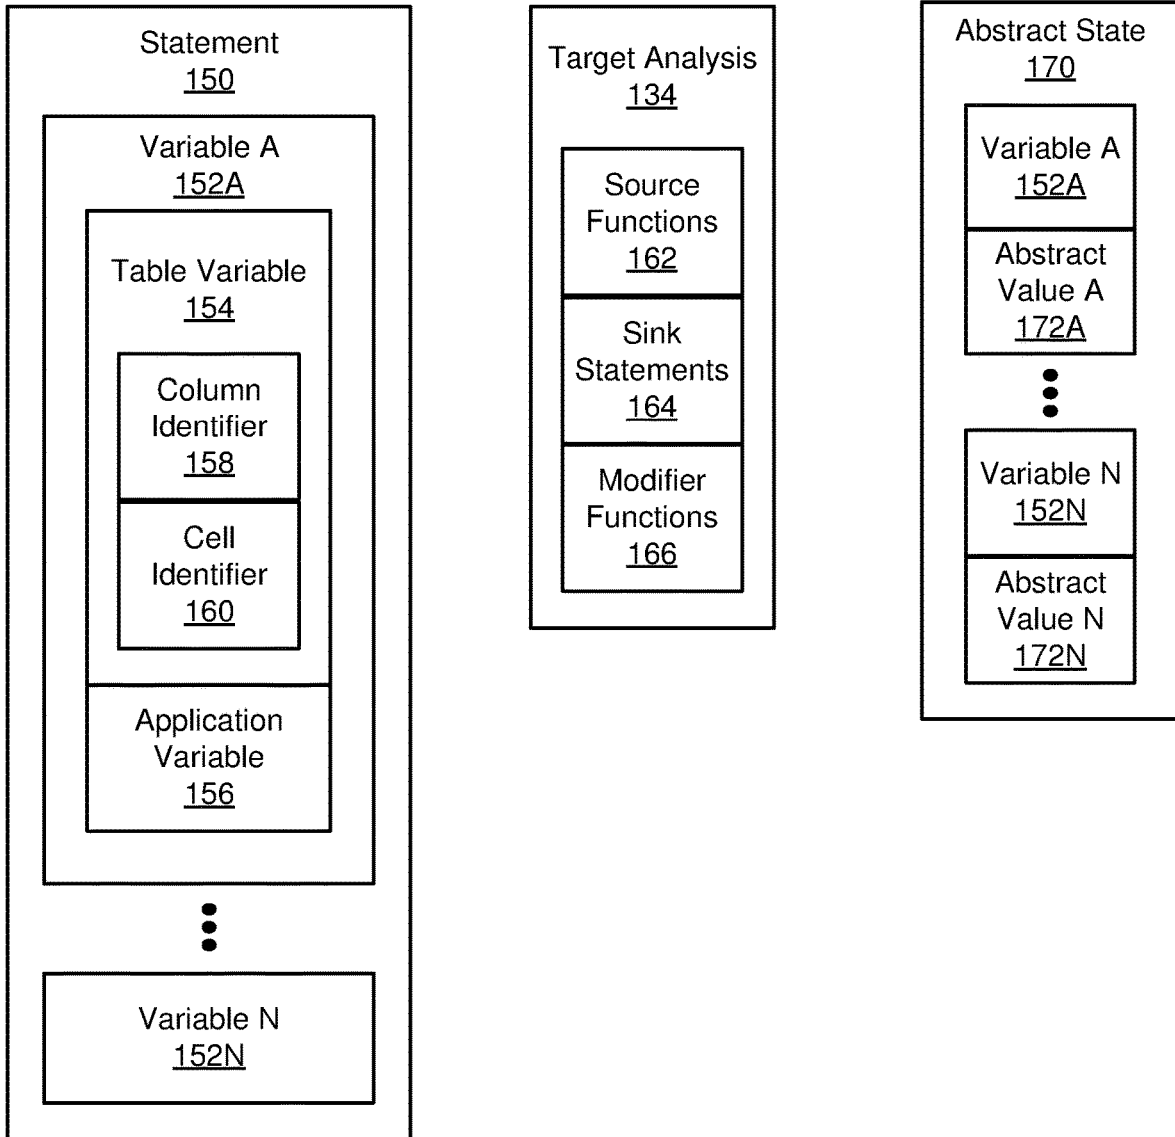 Statement
150
Variable A
152A
Table Variable
154
Column
Identifier
158
Cell
Identifier
160
Application
Variable
156
Variable N
152N
Target Analysis
134
Source
Functions
162
Sink
Statements
164
Modifier
Functions
166
Abstract State
170
Variable A
152A
Abstract
Value A
172A
Variable N
152N
Abstract
Value N
172N